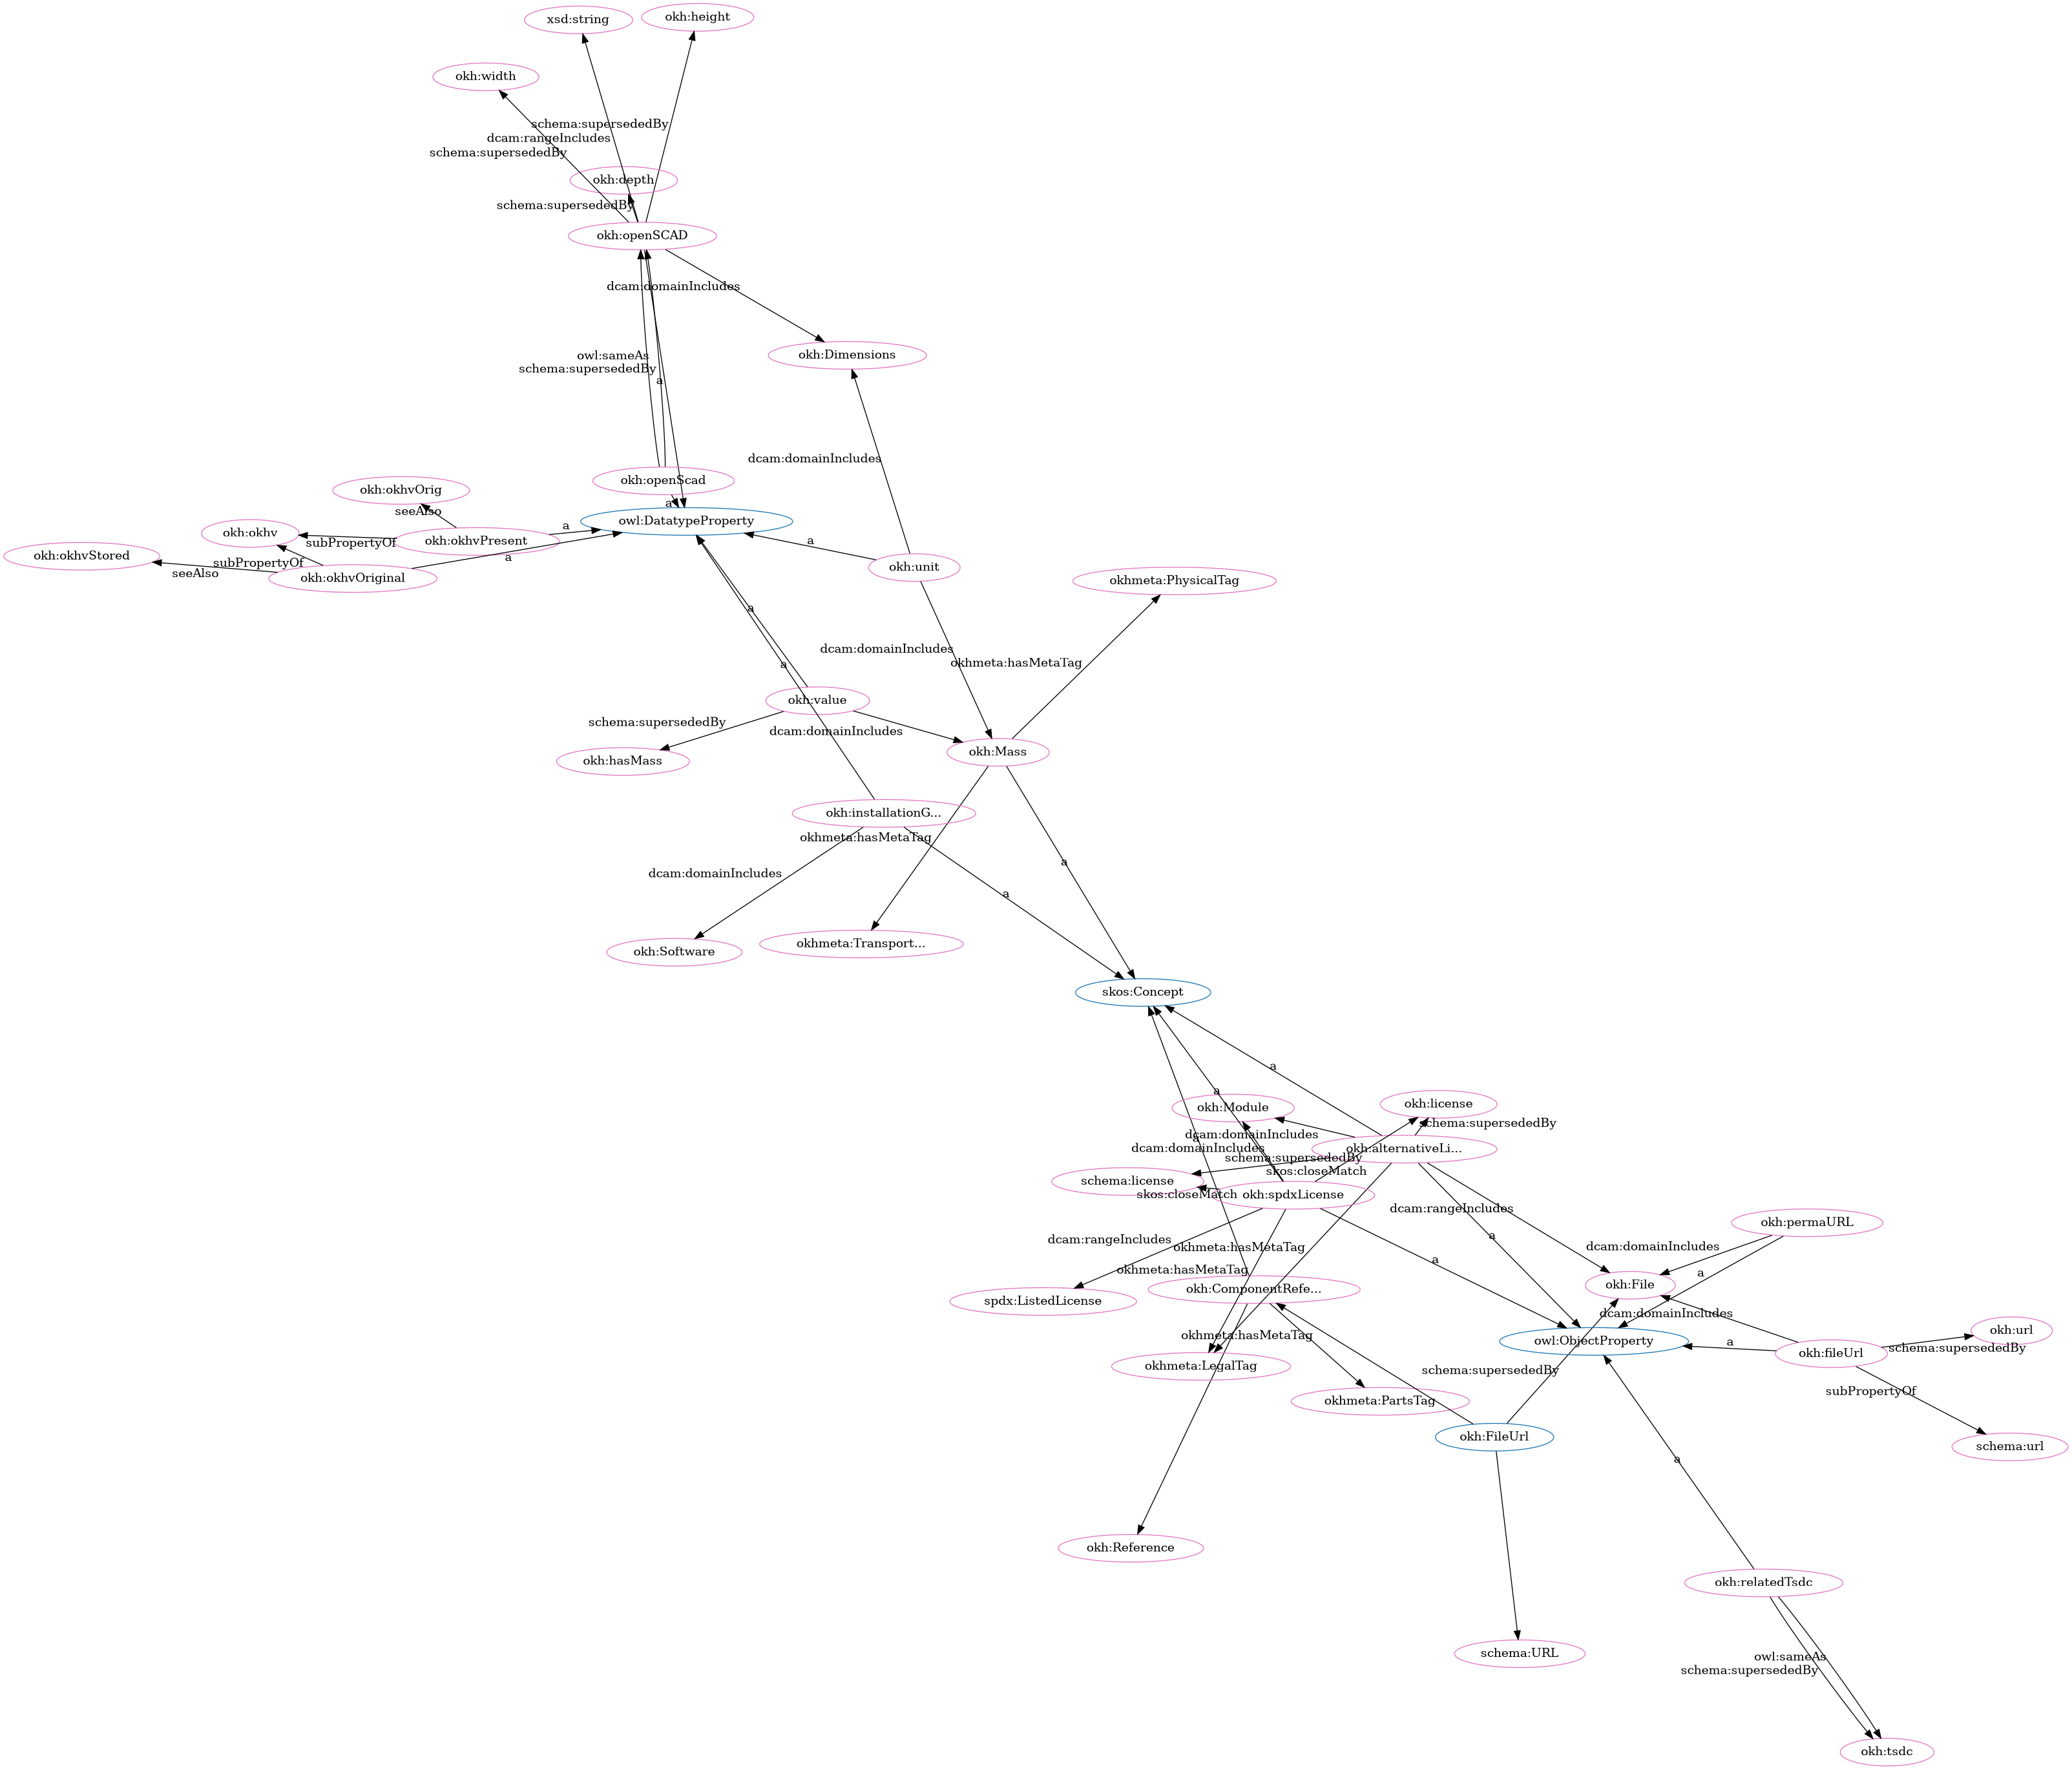 xsd:string
okh:height
okh:width
schema:supersededBy
dcam:rangeIncludes
schema:supersededBy
okh:depth
schema:supersededBy
okh:openSCAD
dcam:domainIncludes
okh:Dimensions
owl:sameAs
schema:supersededBy
a
dcam:domainIncludes
okh:openScad
okh:okhvOrig
a
seeAlso
owl:DatatypeProperty
a
okh:okhv
okh:okhvPresent
subPropertyOf
a
okh:okhvStored
a
subPropertyOf
okh:unit
seeAlso
okh:okhvOriginal
okhmeta:PhysicalTag
a
dcam:domainIncludes
okhmeta:hasMetaTag
a
okh:value
schema:supersededBy
dcam:domainIncludes
okh:Mass
okh:hasMass
okh:installationG...
okhmeta:hasMetaTag
a
dcam:domainIncludes
a
okhmeta:Transport...
okh:Software
skos:Concept
a
a
okh:license
okh:Module
schema:supersededBy
dcam:domainIncludes
a
dcam:domainIncludes
okh:alternativeLi...
schema:supersededBy
skos:closeMatch
schema:license
skos:closeMatch
okh:spdxLicense
dcam:rangeIncludes
okh:permaURL
a
dcam:rangeIncludes
okhmeta:hasMetaTag
dcam:domainIncludes
a
okhmeta:hasMetaTag
a
okh:File
okh:ComponentRefe...
spdx:ListedLicense
dcam:domainIncludes
okh:url
okhmeta:hasMetaTag
owl:ObjectProperty
a
schema:supersededBy
okh:fileUrl
okhmeta:LegalTag
schema:supersededBy
subPropertyOf
okhmeta:PartsTag
okh:FileUrl
schema:url
a
okh:Reference
okh:relatedTsdc
schema:URL
owl:sameAs
schema:supersededBy
okh:tsdc